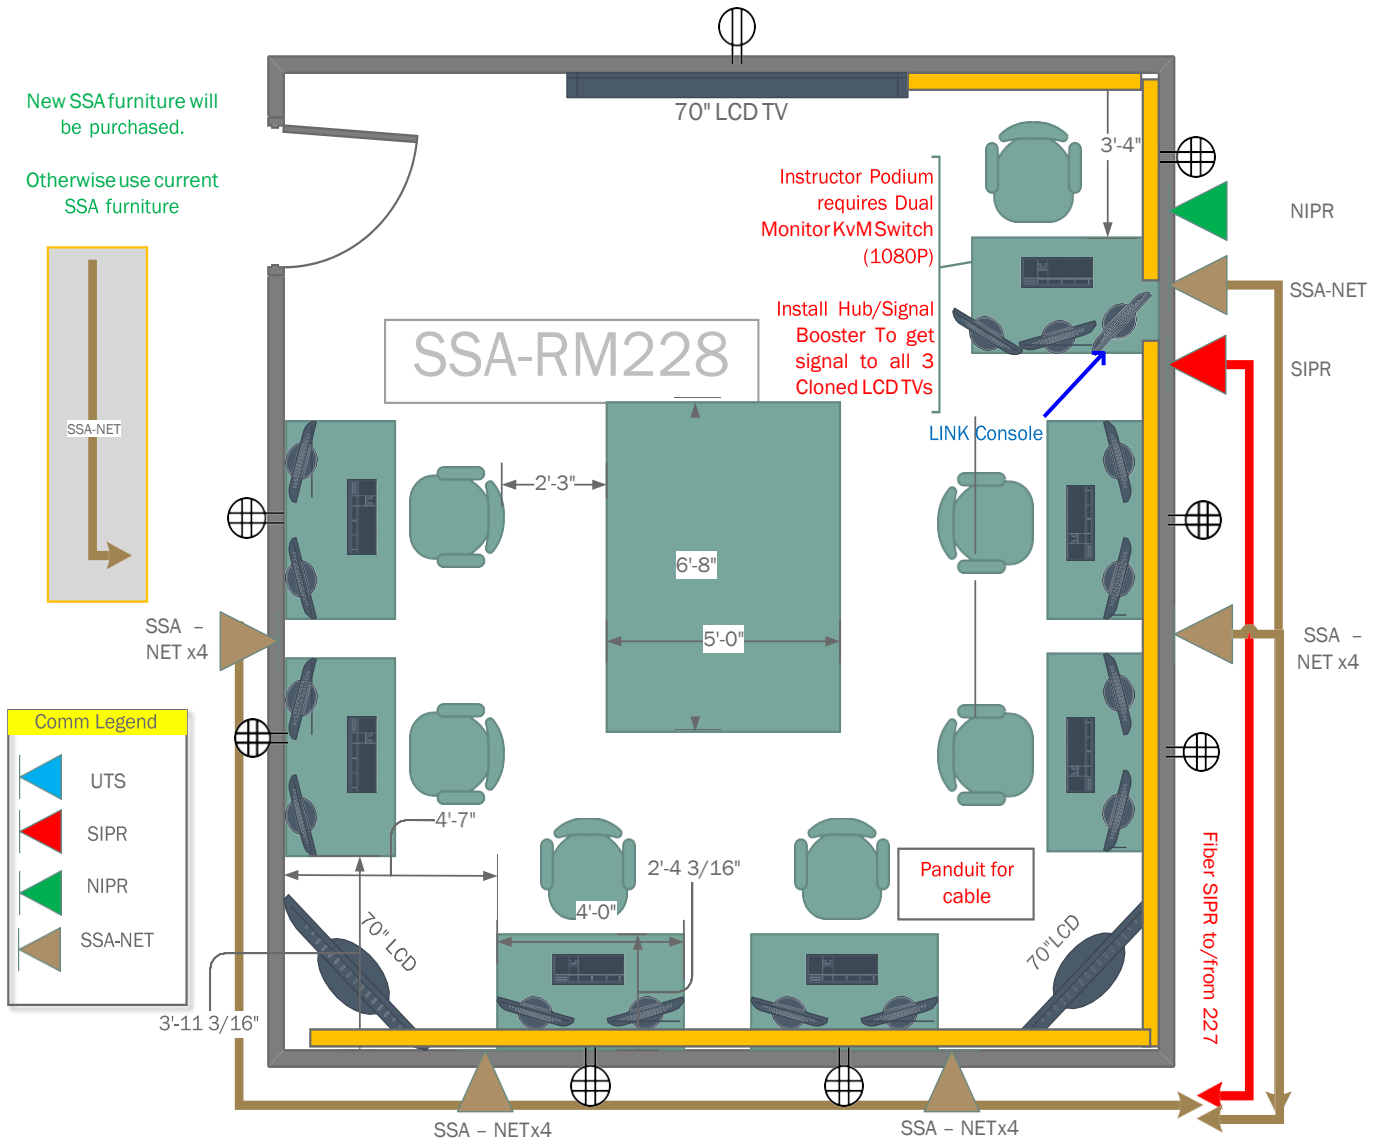 New SSA furniture will
be purchased.
Otherwise use current
SSA furniture
SSA-NET
70" LCD TV
3'-4"
Instructor Podium
requires Dual
Monitor KvM Switch
(1080P)
Install Hub/Signal
Booster To get
signal to all 3
Cloned LCD TVs
LINK Console
NIPR
SSA-NET
SIPR
SSA-RM228
2'-3"
6'-8"
5'-0"
SSA –
NET x4
SSA –
NET x4
Comm Legend
UTS
SIPR
NIPR
SSA-NET
4'-7"
2'-4 3/16"
4'-0"
Panduit for
cable
70" LCD
70" LCD
3'-11 3/16"
Fiber SIPR to/from 227
SSA – NETx4
SSA – NETx4